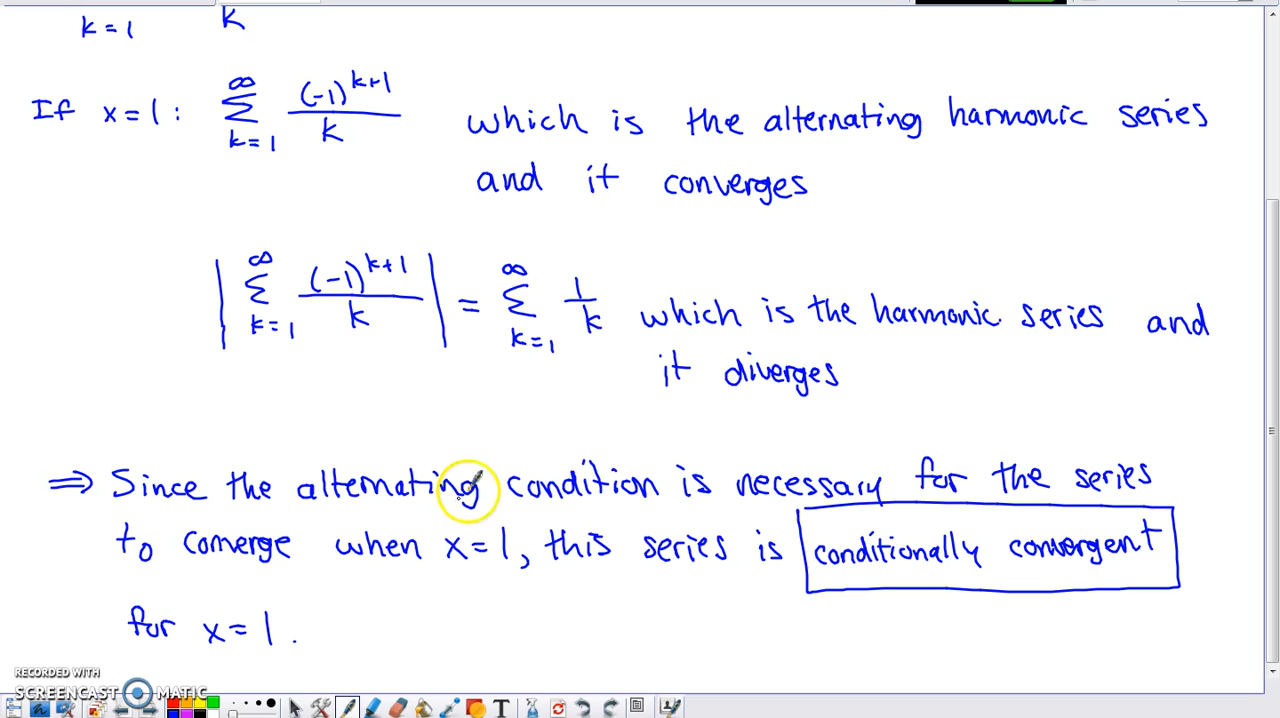 k=1 k
If x=1: ∞ Σ k=1 (-1)^{k+1}/k which is the alternating harmonic series
and it converges
| ∞ Σ k=1 (-1)^{k+1}/k | = ∞ Σ k=1 1/k which is the harmonic series and
it diverges
⇒ Since the alternating condition is necessary for the series
to converge when x=1, this series is conditionally convergent
for x=1.
RECORDED WITH
SCREENCAST MATIC
T